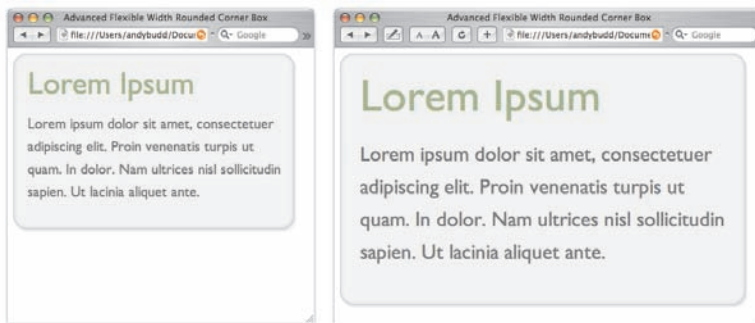 Advanced Flexible Width Rounded Corner Box
file:///Users/andybudd/Docur
Google
Lorem Ipsum
Lorem ipsum dolor sit amet, consectetuer
adipiscing elit. Proin venenatis turpis ut
quam. In dolor. Nam ultrices nisl sollicitudin
sapien. Ut lacinia aliquet ante.
Advanced Flexible Width Rounded Corner Box
A A
file:///Users/andybudd/Docume
Google
Lorem Ipsum
Lorem ipsum dolor sit amet, consectetuer
adipiscing elit. Proin venenatis turpis ut
quam. In dolor. Nam ultrices nisl sollicitudin
sapien. Ut lacinia aliquet ante.